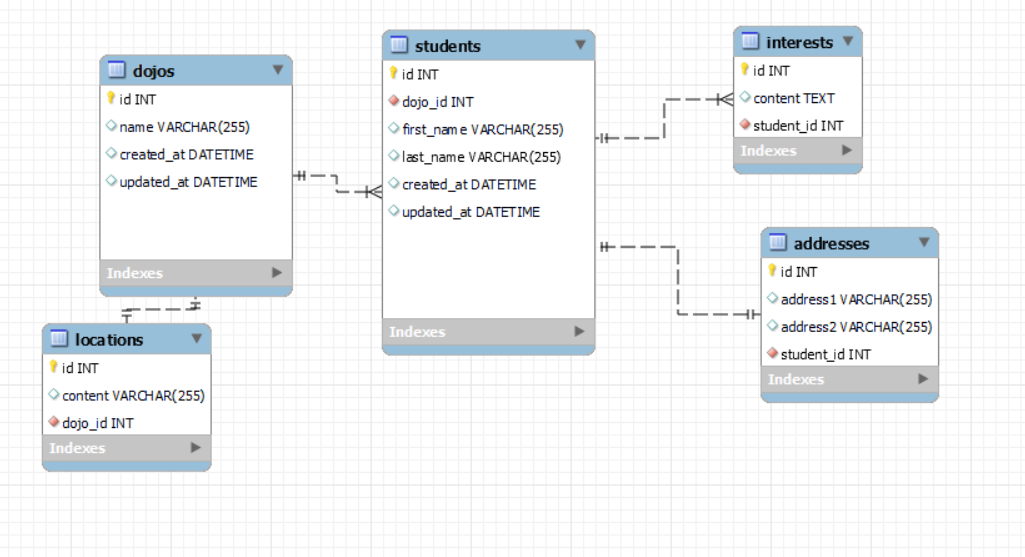 dojos
id INT
name VARCHAR(255)
created_at DATETIME
updated_at DATETIME
Indexes
students
id INT
dojo_id INT
first_name VARCHAR(255)
last_name VARCHAR(255)
created_at DATETIME
updated_at DATETIME
Indexes
interests
id INT
content TEXT
student_id INT
Indexes
addresses
id INT
address1 VARCHAR(255)
address2 VARCHAR(255)
student_id INT
Indexes
locations
id INT
content VARCHAR(255)
dojo_id INT
Indexes